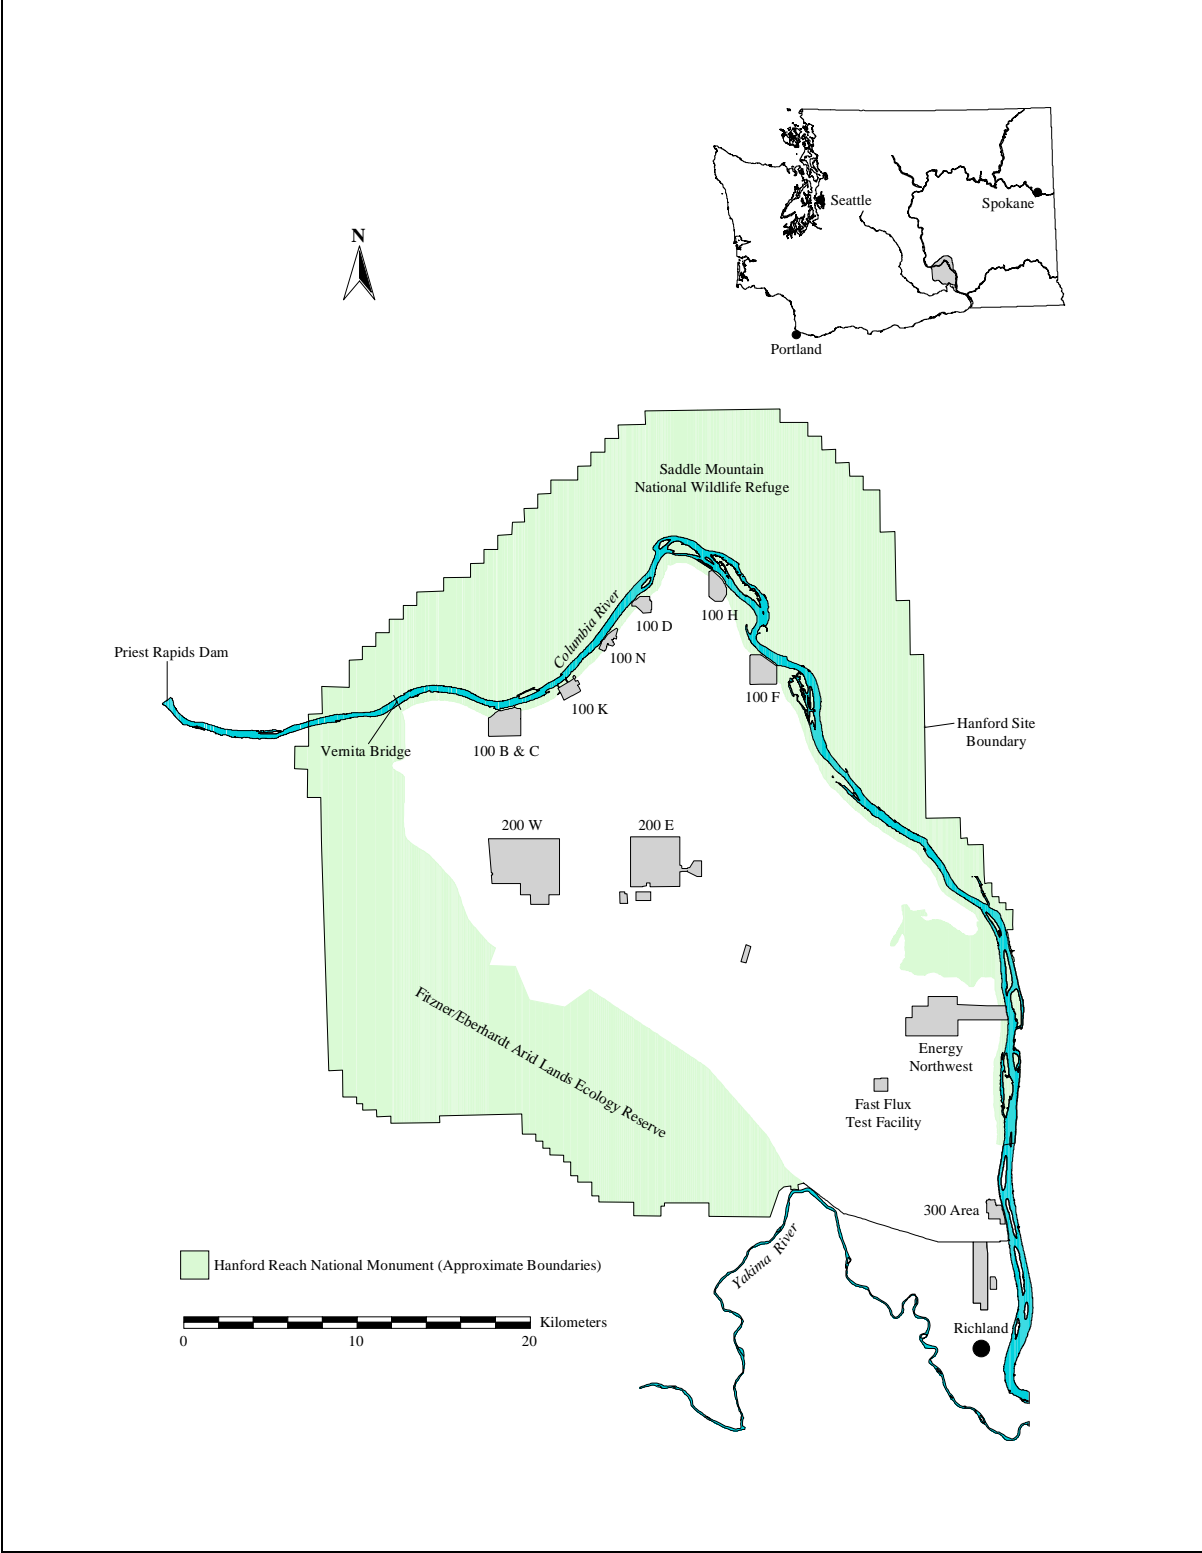 Seattle
Spokane
N
Portland
Saddle Mountain
National Wildlife Refuge
Columbia River
100 H
100 D
Priest Rapids Dam
100 N
100 F
100 K
Hanford Site
Boundary
Vernita Bridge
100 B & C
200 W
200 E
Fitzner/Eberhardt Arid Lands Ecology Reserve
Energy
Northwest
Fast Flux
Test Facility
300 Area
Yakima River
Hanford Reach National Monument (Approximate Boundaries)
Kilometers
0
10
20
Richland